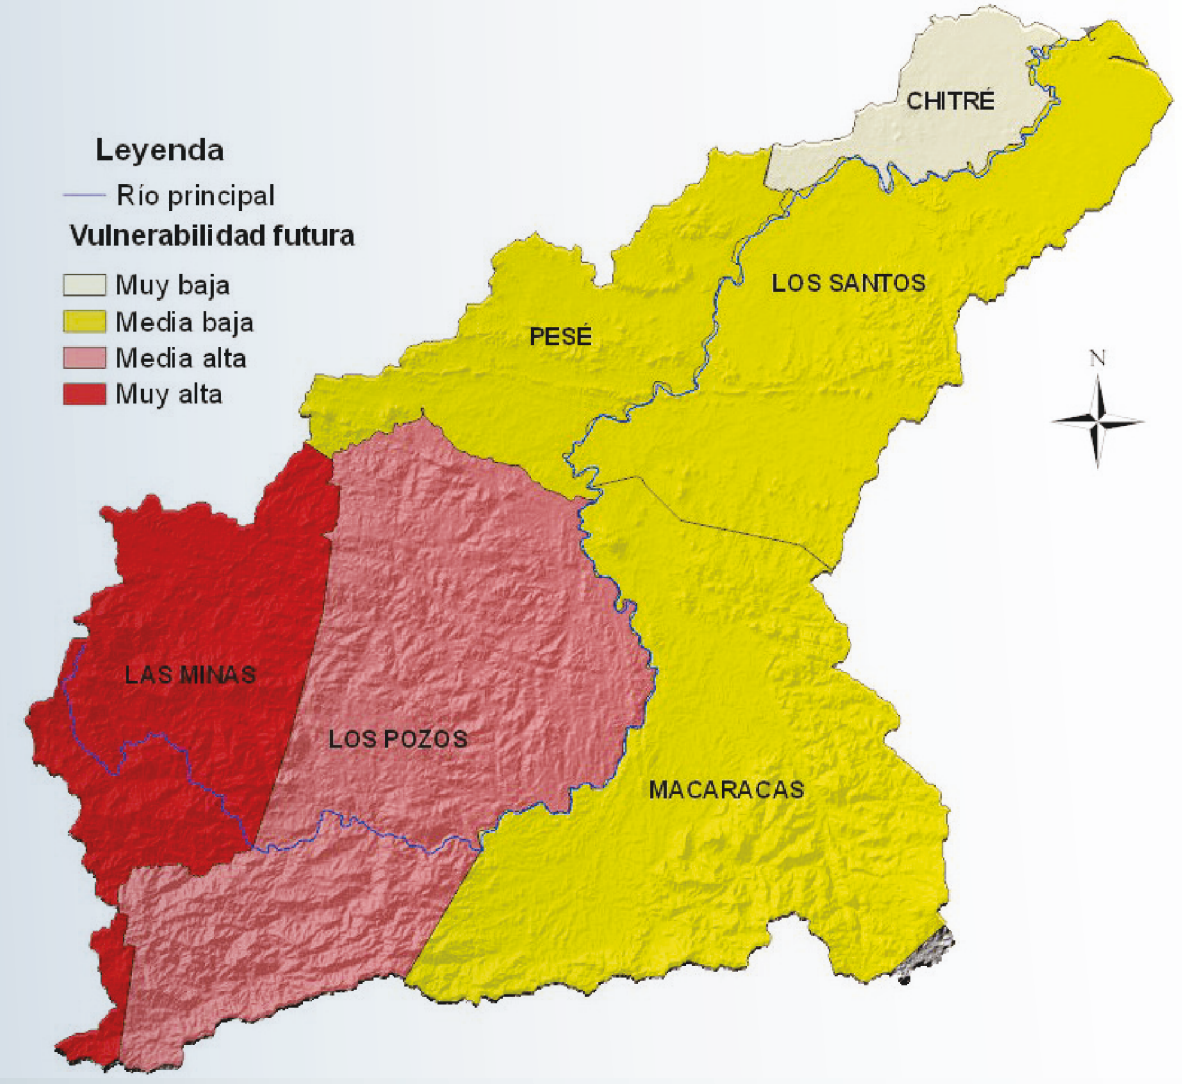 CHITRÉ
Leyenda
Río principal
Vulnerabilidad futura
Muy baja
Media baja
Media alta
Muy alta
LOS SANTOS
PESÉ
N
LAS MINAS
LOS POZOS
MACARACAS